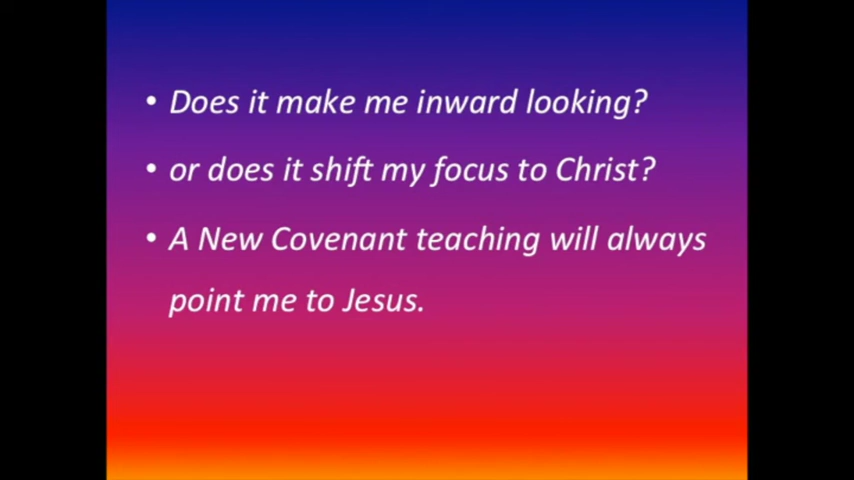 • Does it make me inward looking?
• or does it shift my focus to Christ?
• A New Covenant teaching will always
point me to Jesus.